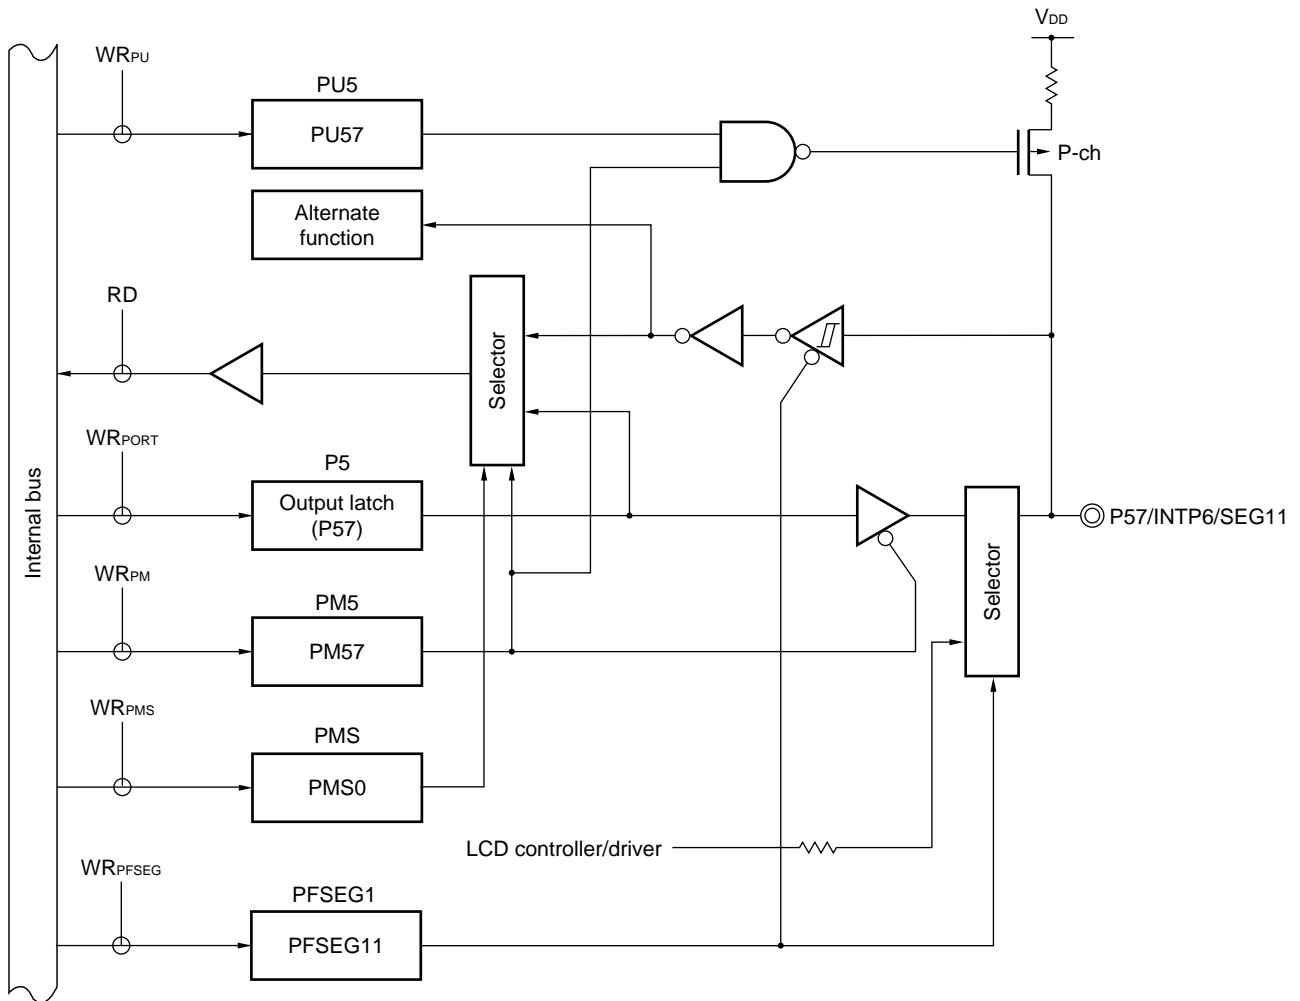 VDD
WRPU
PU5
PU57
P-ch
Alternate
function
RD
Selector
WRPORT
P5
Output latch
(P57)
P57/INTP6/SEG11
Internal bus
WRPM
PM5
PM57
Selector
WRPMS
PMS
PMS0
LCD controller/driver
WRPFSEG
PFSEG1
PFSEG11